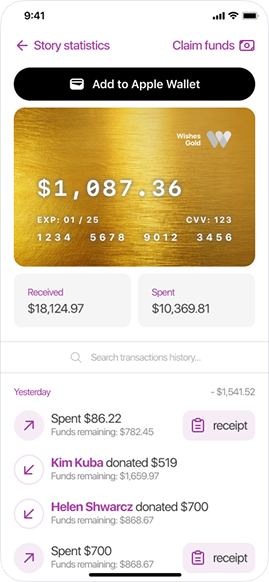 9:41
Story statistics
Claim funds
Add to Apple Wallet
Wishes
Gold
$1,087.36
EXP: 01 / 25
CVV: 123
1234 5678 9012 3456
Received
Spent
$18,124.97
$10,369.81
Search transactions history...
Yesterday
- $1,541.52
Spent $86.22
Funds remaining: $782.45
receipt
Kim Kuba donated $519
Funds remaining: $1,659.97
Helen Shwarcz donated $700
Funds remaining: $868.67
Spent $700
Funds remaining: $868.67
receipt